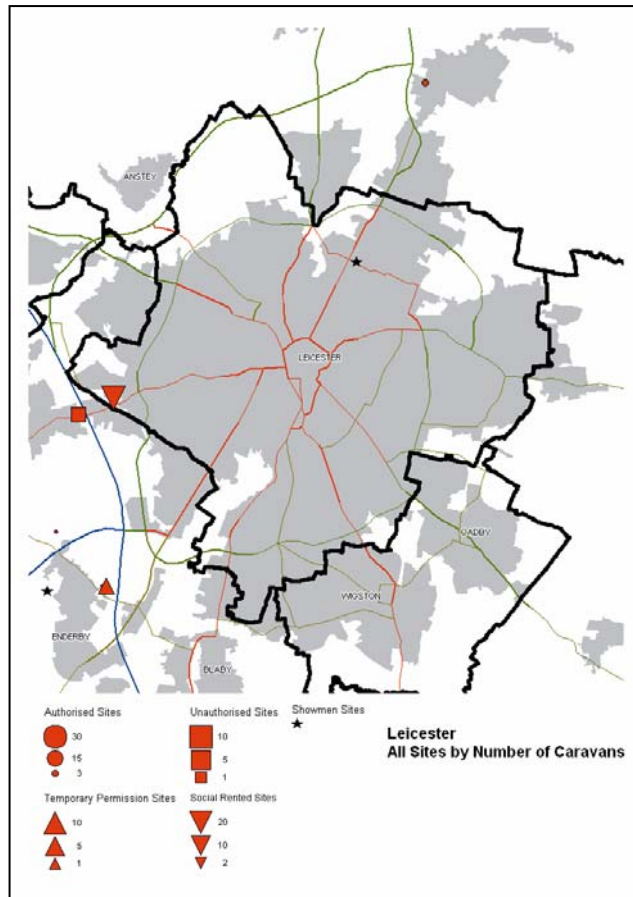 ANSTEY
LEICESTER
OADBY
WIGSTON
ENDERBY
BLABY
Authorised Sites
30
15
3
Unauthorised Sites
10
5
1
Showmen Sites
Leicester
All Sites by Number of Caravans
Temporary Permission Sites
10
5
1
Social Rented Sites
20
10
2